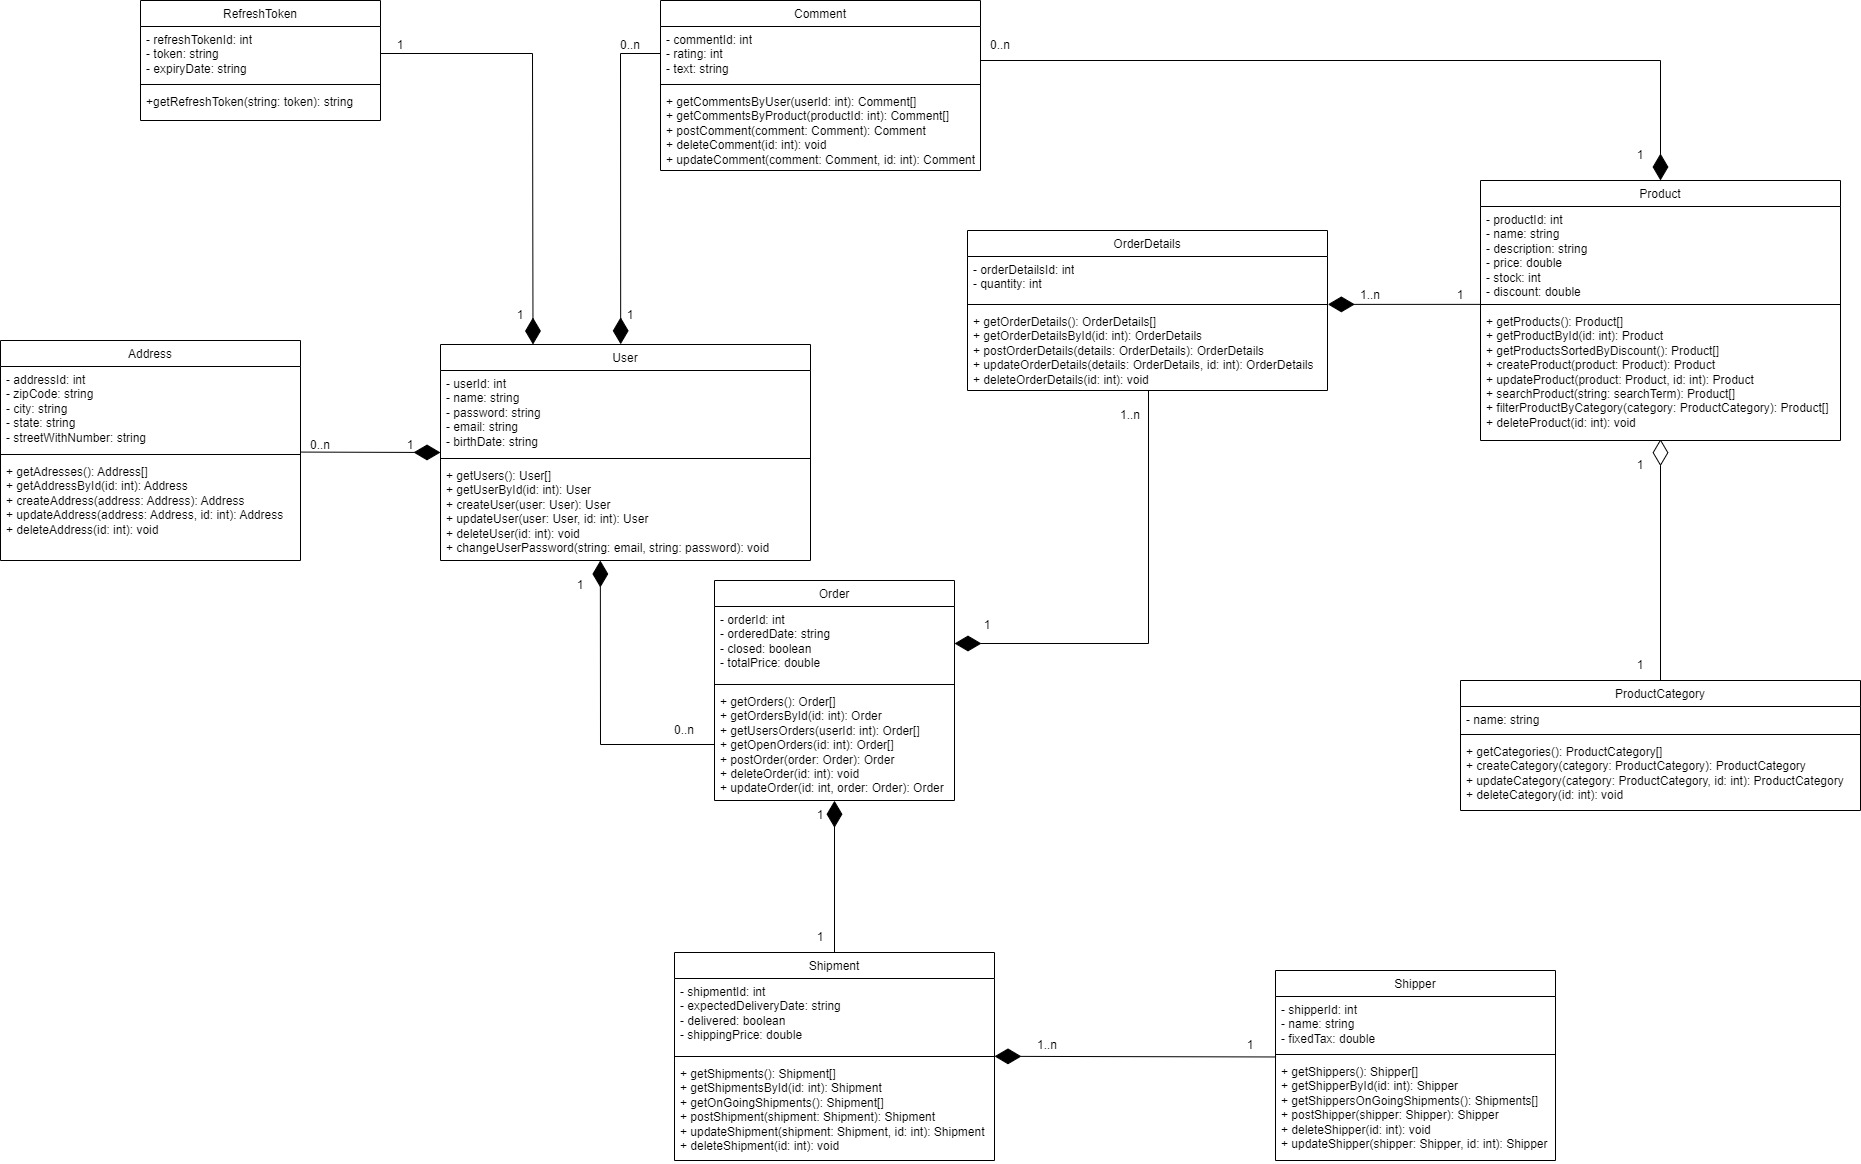 RefreshToken
- refreshTokenId: int
- token: string
- expiryDate: string
+getRefreshToken(string: token): string
1
1
Comment
- commentId: int
- rating: int
- text: string
+ getCommentsByUser(userId: int): Comment[]
+ getCommentsByProduct(productId: int): Comment[]
+ postComment(comment: Comment): Comment
+ deleteComment(id: int): void
+ updateComment(comment: Comment, id: int): Comment
0..n
1
0..n
1
Product
- productId: int
- name: string
- description: string
- price: double
- stock: int
- discount: double
+ getProducts(): Product[]
+ getProductById(id: int): Product
+ getProductsSortedByDiscount(): Product[]
+ createProduct(product: Product): Product
+ updateProduct(product: Product, id: int): Product
+ searchProduct(string: searchTerm): Product[]
+ filterProductByCategory(category: ProductCategory): Product[]
+ deleteProduct(id: int): void
OrderDetails
- orderDetailsId: int
- quantity: int
+ getOrderDetails(): OrderDetails[]
+ getOrderDetailsById(id: int): OrderDetails
+ postOrderDetails(details: OrderDetails): OrderDetails
+ updateOrderDetails(details: OrderDetails, id: int): OrderDetails
+ deleteOrderDetails(id: int): void
1..n
1
1..n
1
Address
- addressId: int
- zipCode: string
- city: string
- state: string
- streetWithNumber: string
+ getAdresses(): Address[]
+ getAddressById(id: int): Address
+ createAddress(address: Address): Address
+ updateAddress(address: Address, id: int): Address
+ deleteAddress(id: int): void
0..n
1
User
- userId: int
- name: string
- password: string
- email: string
- birthDate: string
+ getUsers(): User[]
+ getUserById(id: int): User
+ createUser(user: User): User
+ updateUser(user: User, id: int): User
+ deleteUser(id: int): void
+ changeUserPassword(string: email, string: password): void
1
0..n
Order
- orderId: int
- orderedDate: string
- closed: boolean
- totalPrice: double
+ getOrders(): Order[]
+ getOrdersById(id: int): Order
+ getUsersOrders(userId: int): Order[]
+ getOpenOrders(id: int): Order[]
+ postOrder(order: Order): Order
+ deleteOrder(id: int): void
+ updateOrder(id: int, order: Order): Order
1
1
1
1
ProductCategory
- name: string
+ getCategories(): ProductCategory[]
+ createCategory(category: ProductCategory): ProductCategory
+ updateCategory(category: ProductCategory, id: int): ProductCategory
+ deleteCategory(id: int): void
Shipment
- shipmentId: int
- expectedDeliveryDate: string
- delivered: boolean
- shippingPrice: double
+ getShipments(): Shipment[]
+ getShipmentsById(id: int): Shipment
+ getOnGoingShipments(): Shipment[]
+ postShipment(shipment: Shipment): Shipment
+ updateShipment(shipment: Shipment, id: int): Shipment
+ deleteShipment(id: int): void
1..n
1
Shipper
- shipperId: int
- name: string
- fixedTax: double
+ getShippers(): Shipper[]
+ getShipperById(id: int): Shipper
+ getShippersOnGoingShipments(): Shipments[]
+ postShipper(shipper: Shipper): Shipper
+ deleteShipper(id: int): void
+ updateShipper(shipper: Shipper, id: int): Shipper